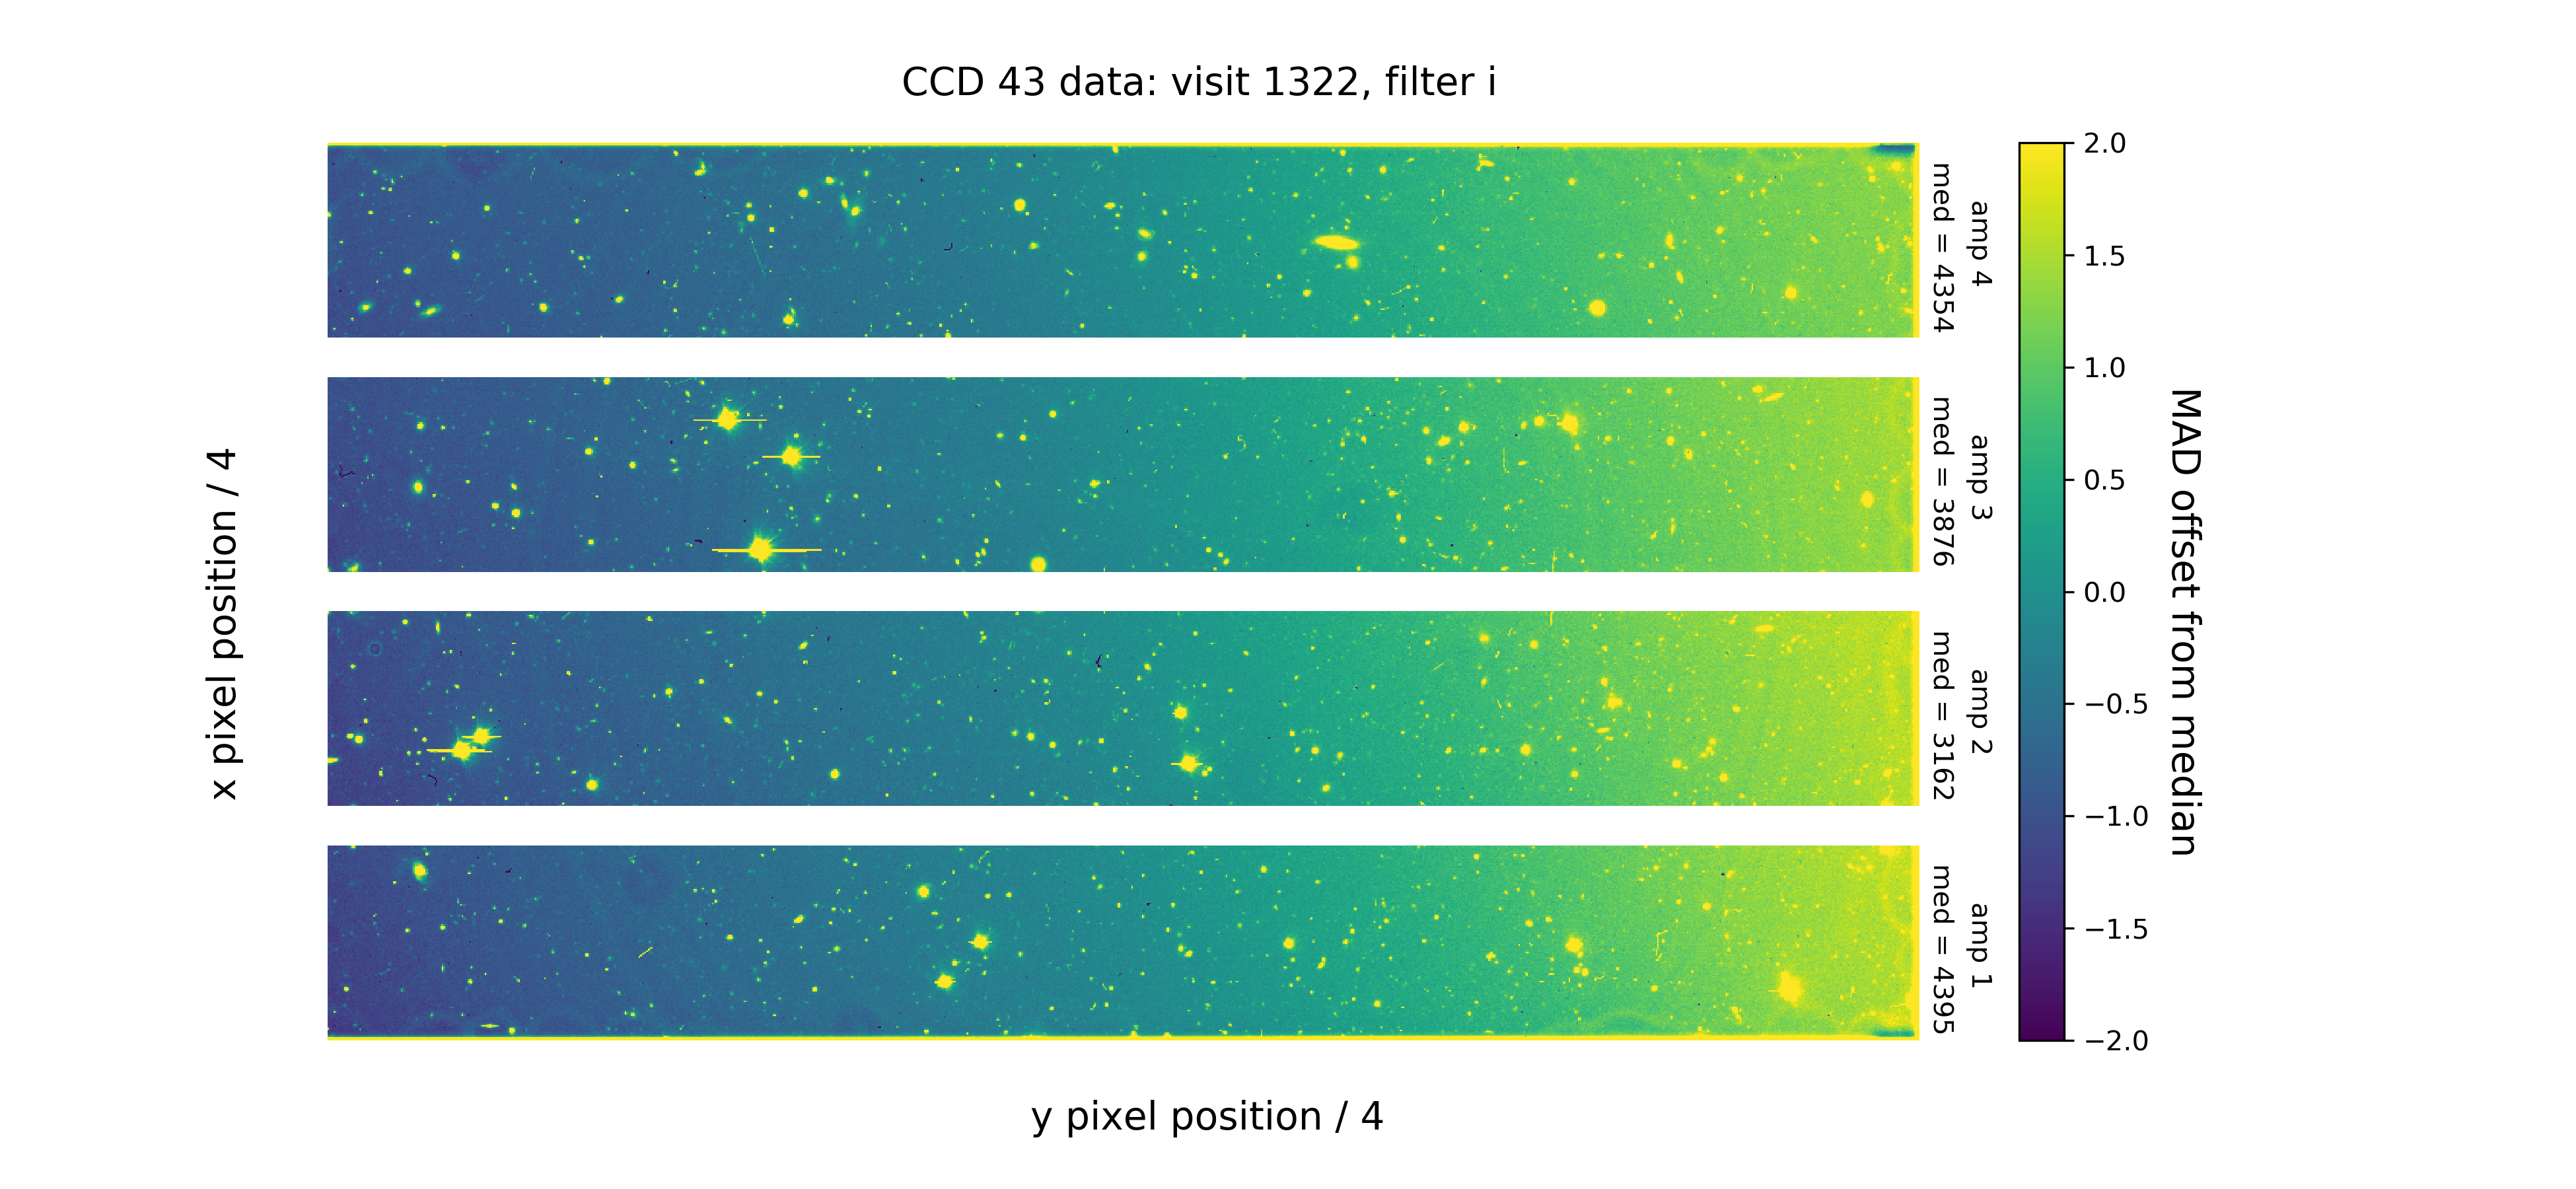 CCD 43 data: visit 1322, filter i
x pixel position / 4
y pixel position / 4
amp 4
med = 4354
amp 3
med = 3876
amp 2
med = 3162
amp 1
med = 4395
2.0
1.5
1.0
0.5
0.0
−0.5
−1.0
−1.5
−2.0
MAD offset from median